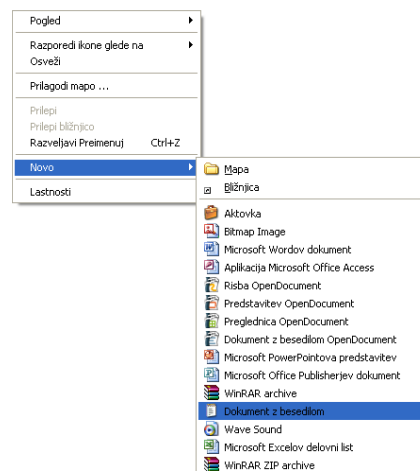 Pogled
Razporedi ikone glede na
Osveži
Prilagodi mapo ...
Prilepi
Prilepi bližnjico
Razveljavi Preimenuj Ctrl+Z
Novo
Lastnosti
Mapa
Bližnjica
Aktovka
Bitmap Image
Microsoft Wordov dokument
Aplikacija Microsoft Office Access
Risba OpenDocument
Predstavitev OpenDocument
Preglednica OpenDocument
Dokument z besedilom OpenDocument
Microsoft PowerPointova predstavitev
Microsoft Office Publisherjev dokument
WinRAR archive
Dokument z besedilom
Wave Sound
Microsoft Excelov delovni list
WinRAR ZIP archive